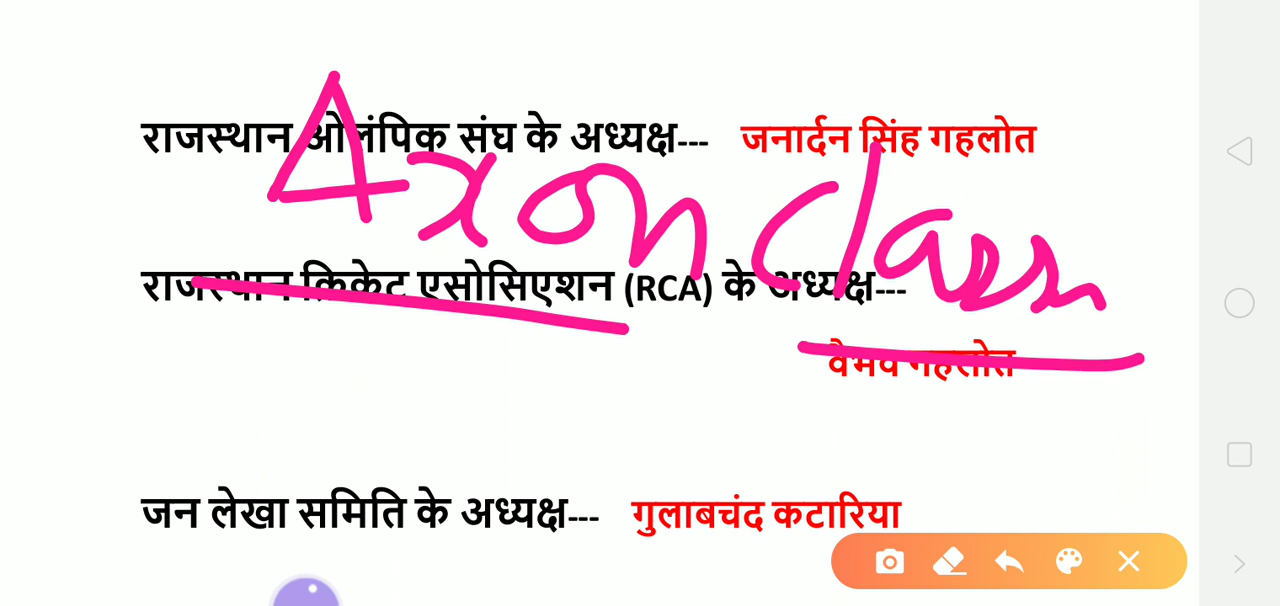 राजस्थान ओलंपिक संघ के अध्यक्ष--- जनार्दन सिंह गहलोत
Axon Class
राजस्थान क्रिकेट एसोसिएशन (RCA) के अध्यक्ष---
वैभव गहलोत
जन लेखा समिति के अध्यक्ष--- गुलाबचंद कटारिया